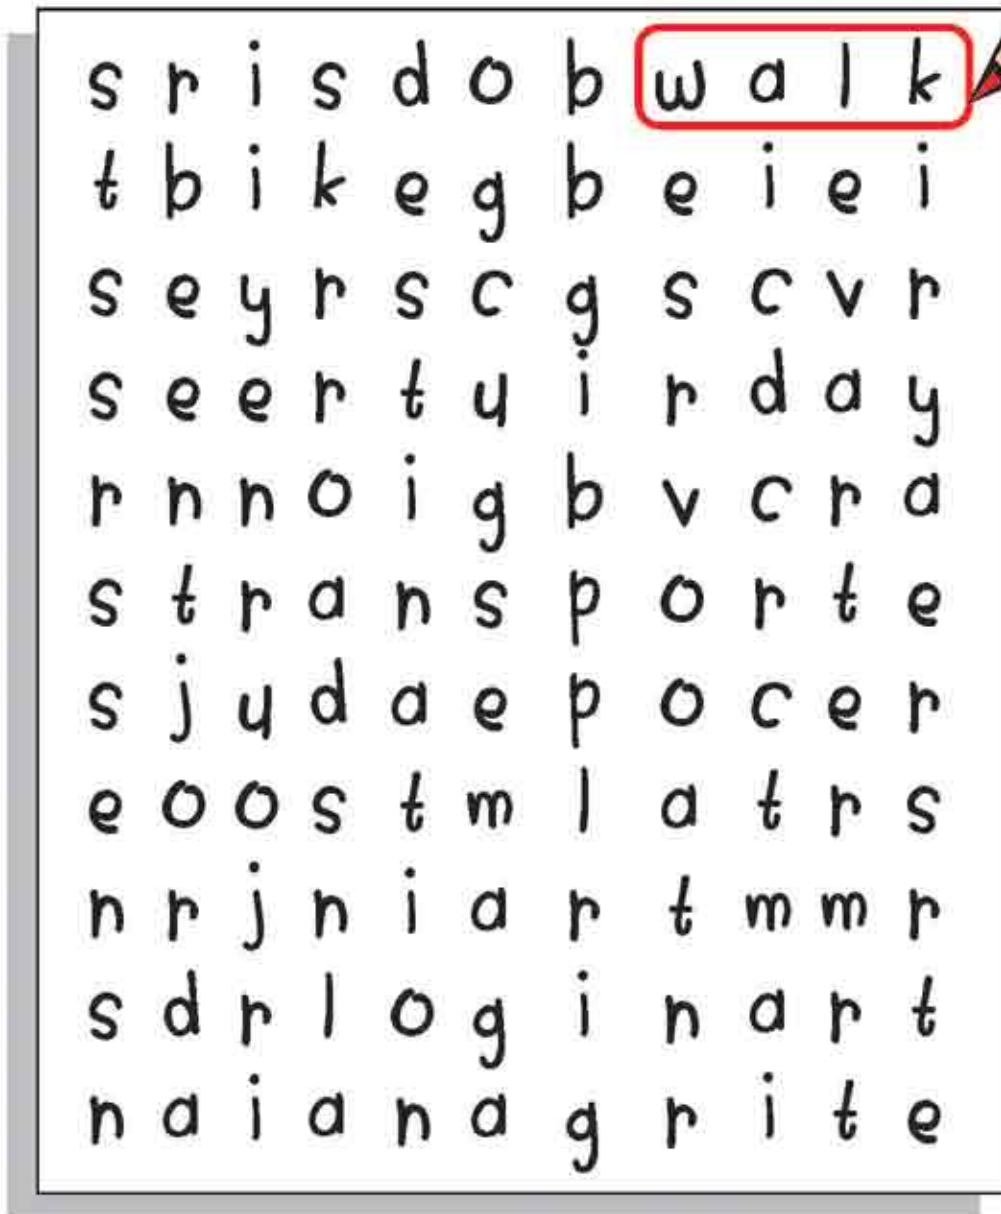 s r i s d o b w a l k
t b i k e g b e i e i
s e y r s c g s c v r
s e e r t u i r d a y
r n n o i g b v c r a
s t r a n s p o r t e
s j u d a e p o c e r
e o o s t m l a t r s
n r j n i a r t m m r
s d r l o g i n a r t
n a i a n a g r i t e